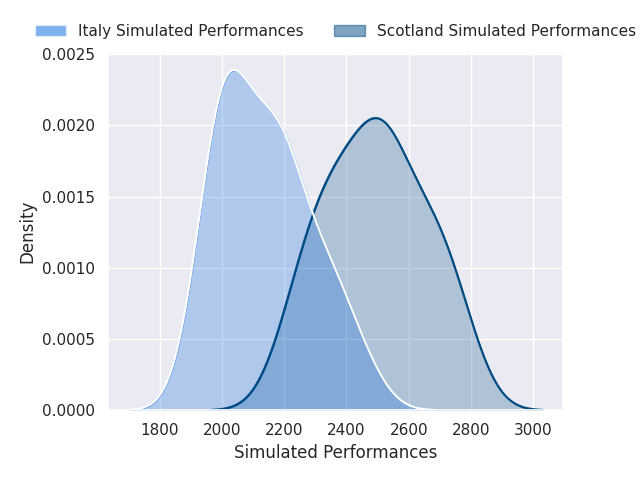 Italy Simulated Performances
Scotland Simulated Performances
0.0025
0.0020
0.0015
0.0010
0.0005
0.0000
Density
1800 2000 2200 2400 2600 2800 3000
Simulated Performances